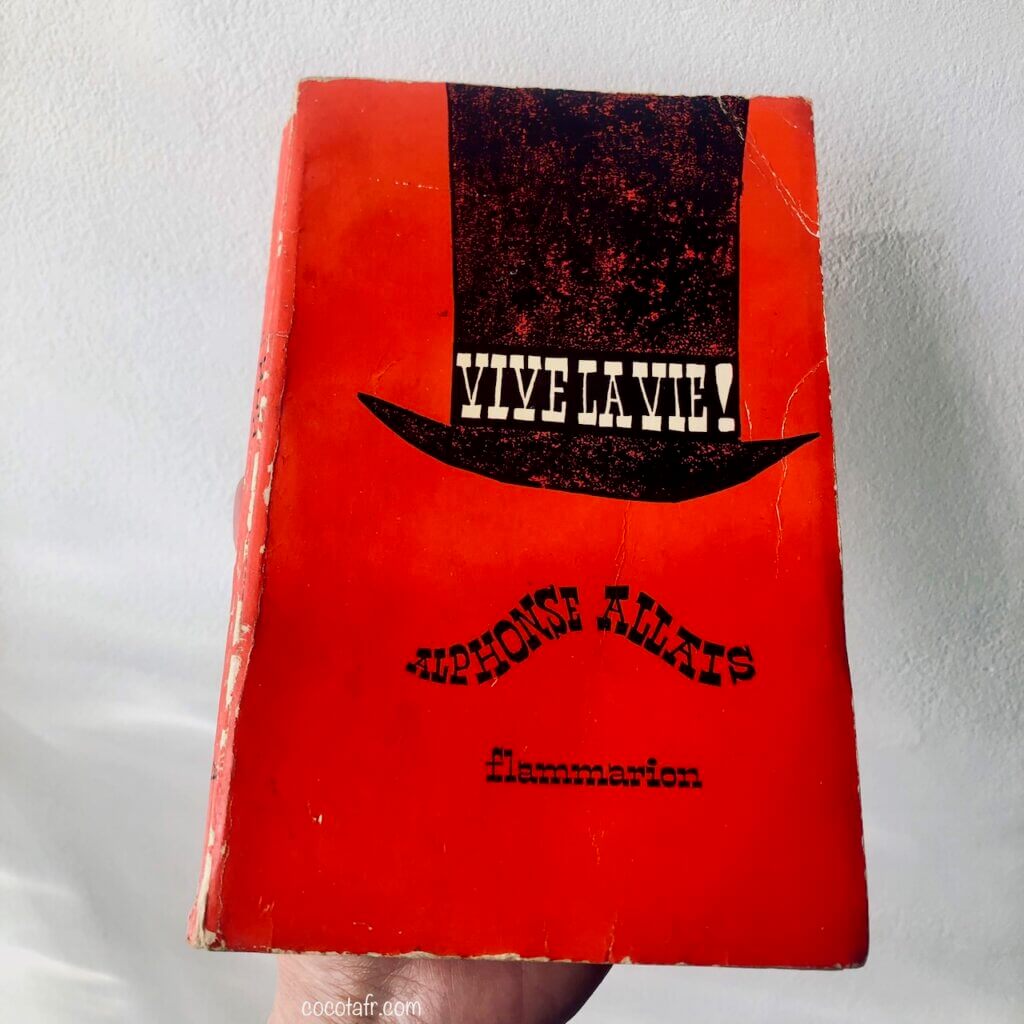 VIVE LA VIE!
ALPHONSE ALLAIS
flammarion
cocotafr.com